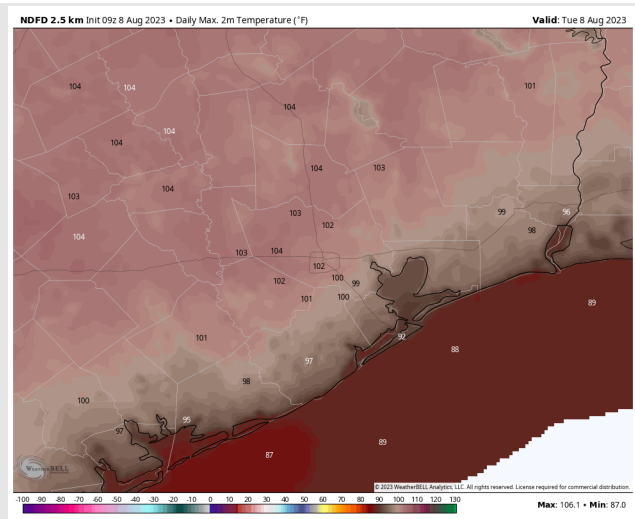 NDFD 2.5 km Init 09z 8 Aug 2023 • Daily Max. 2m Temperature (°F)
Valid: Tue 8 Aug 2023
104 104 101
104
104 104
104 103
104
103
103 99 96
104 102 98
103 104
102
102 100 99
101 100
89
101 92
88
97
98
100
95
97
89
87
WEATHERBELL
© 2023 WeatherBELL Analytics, LLC. All rights reserved. License required for commercial distribution.
-100 -90 -80 -70 -60 -50 -40 -30 -20 -10 0 10 20 30 40 50 60 70 80 90 100 110 120 130
Max: 106.1 • Min: 87.0